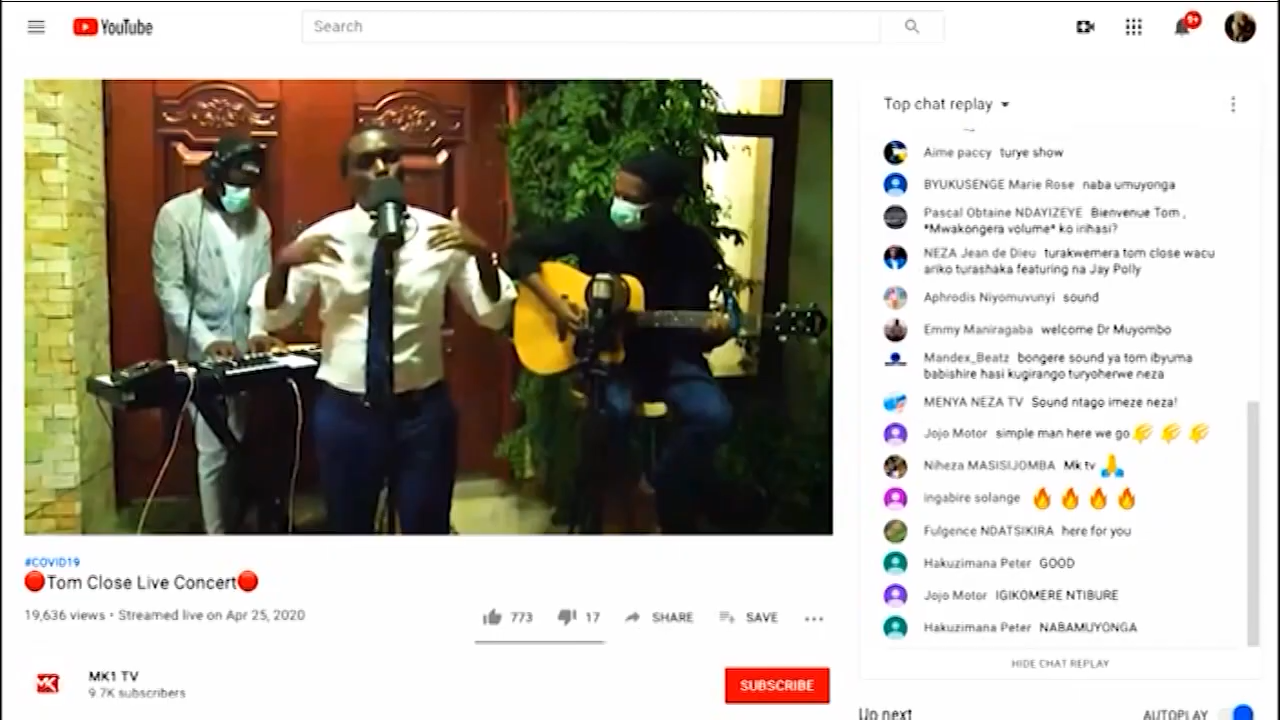 YouTube
Search
9+
Top chat replay
Aime paccy turye show
BYUKUSENGE Marie Rose naba umuyonga
Pascal Obtaine NDAYIZEYE Bienvenue Tom ,
*Mwakongera volume* ko irihasi?
NEZA Jean de Dieu turakwemera tom close wacu
ariko turashaka featuring na Jay Polly
Aphrodis Niyomuvunyi sound
Emmy Maniragaba welcome Dr Muyombo
Mandex_Beatz bongere sound ya tom ibyuma
babishire hasi kugirango turyoherwe neza
MENYA NEZA TV Sound ntago imeze neza!
Jojo Motor simple man here we go
Niheza MASISIJOMBA Mk tv 🙏
ingabire solange 🔥 🔥 🔥 🔥
Fulgence NDATSIKIRA here for you
Hakuzimana Peter GOOD
Jojo Motor IGIKOMERE NTIBURE
Hakuzimana Peter NABAMUYONGA
HIDE CHAT REPLAY
#COVID19
🔴Tom Close Live Concert🔴
19,636 views • Streamed live on Apr 25, 2020
773 17 SHARE SAVE
MK
MK1 TV
9.7K subscribers
SUBSCRIBE
Up next
AUTOPLAY